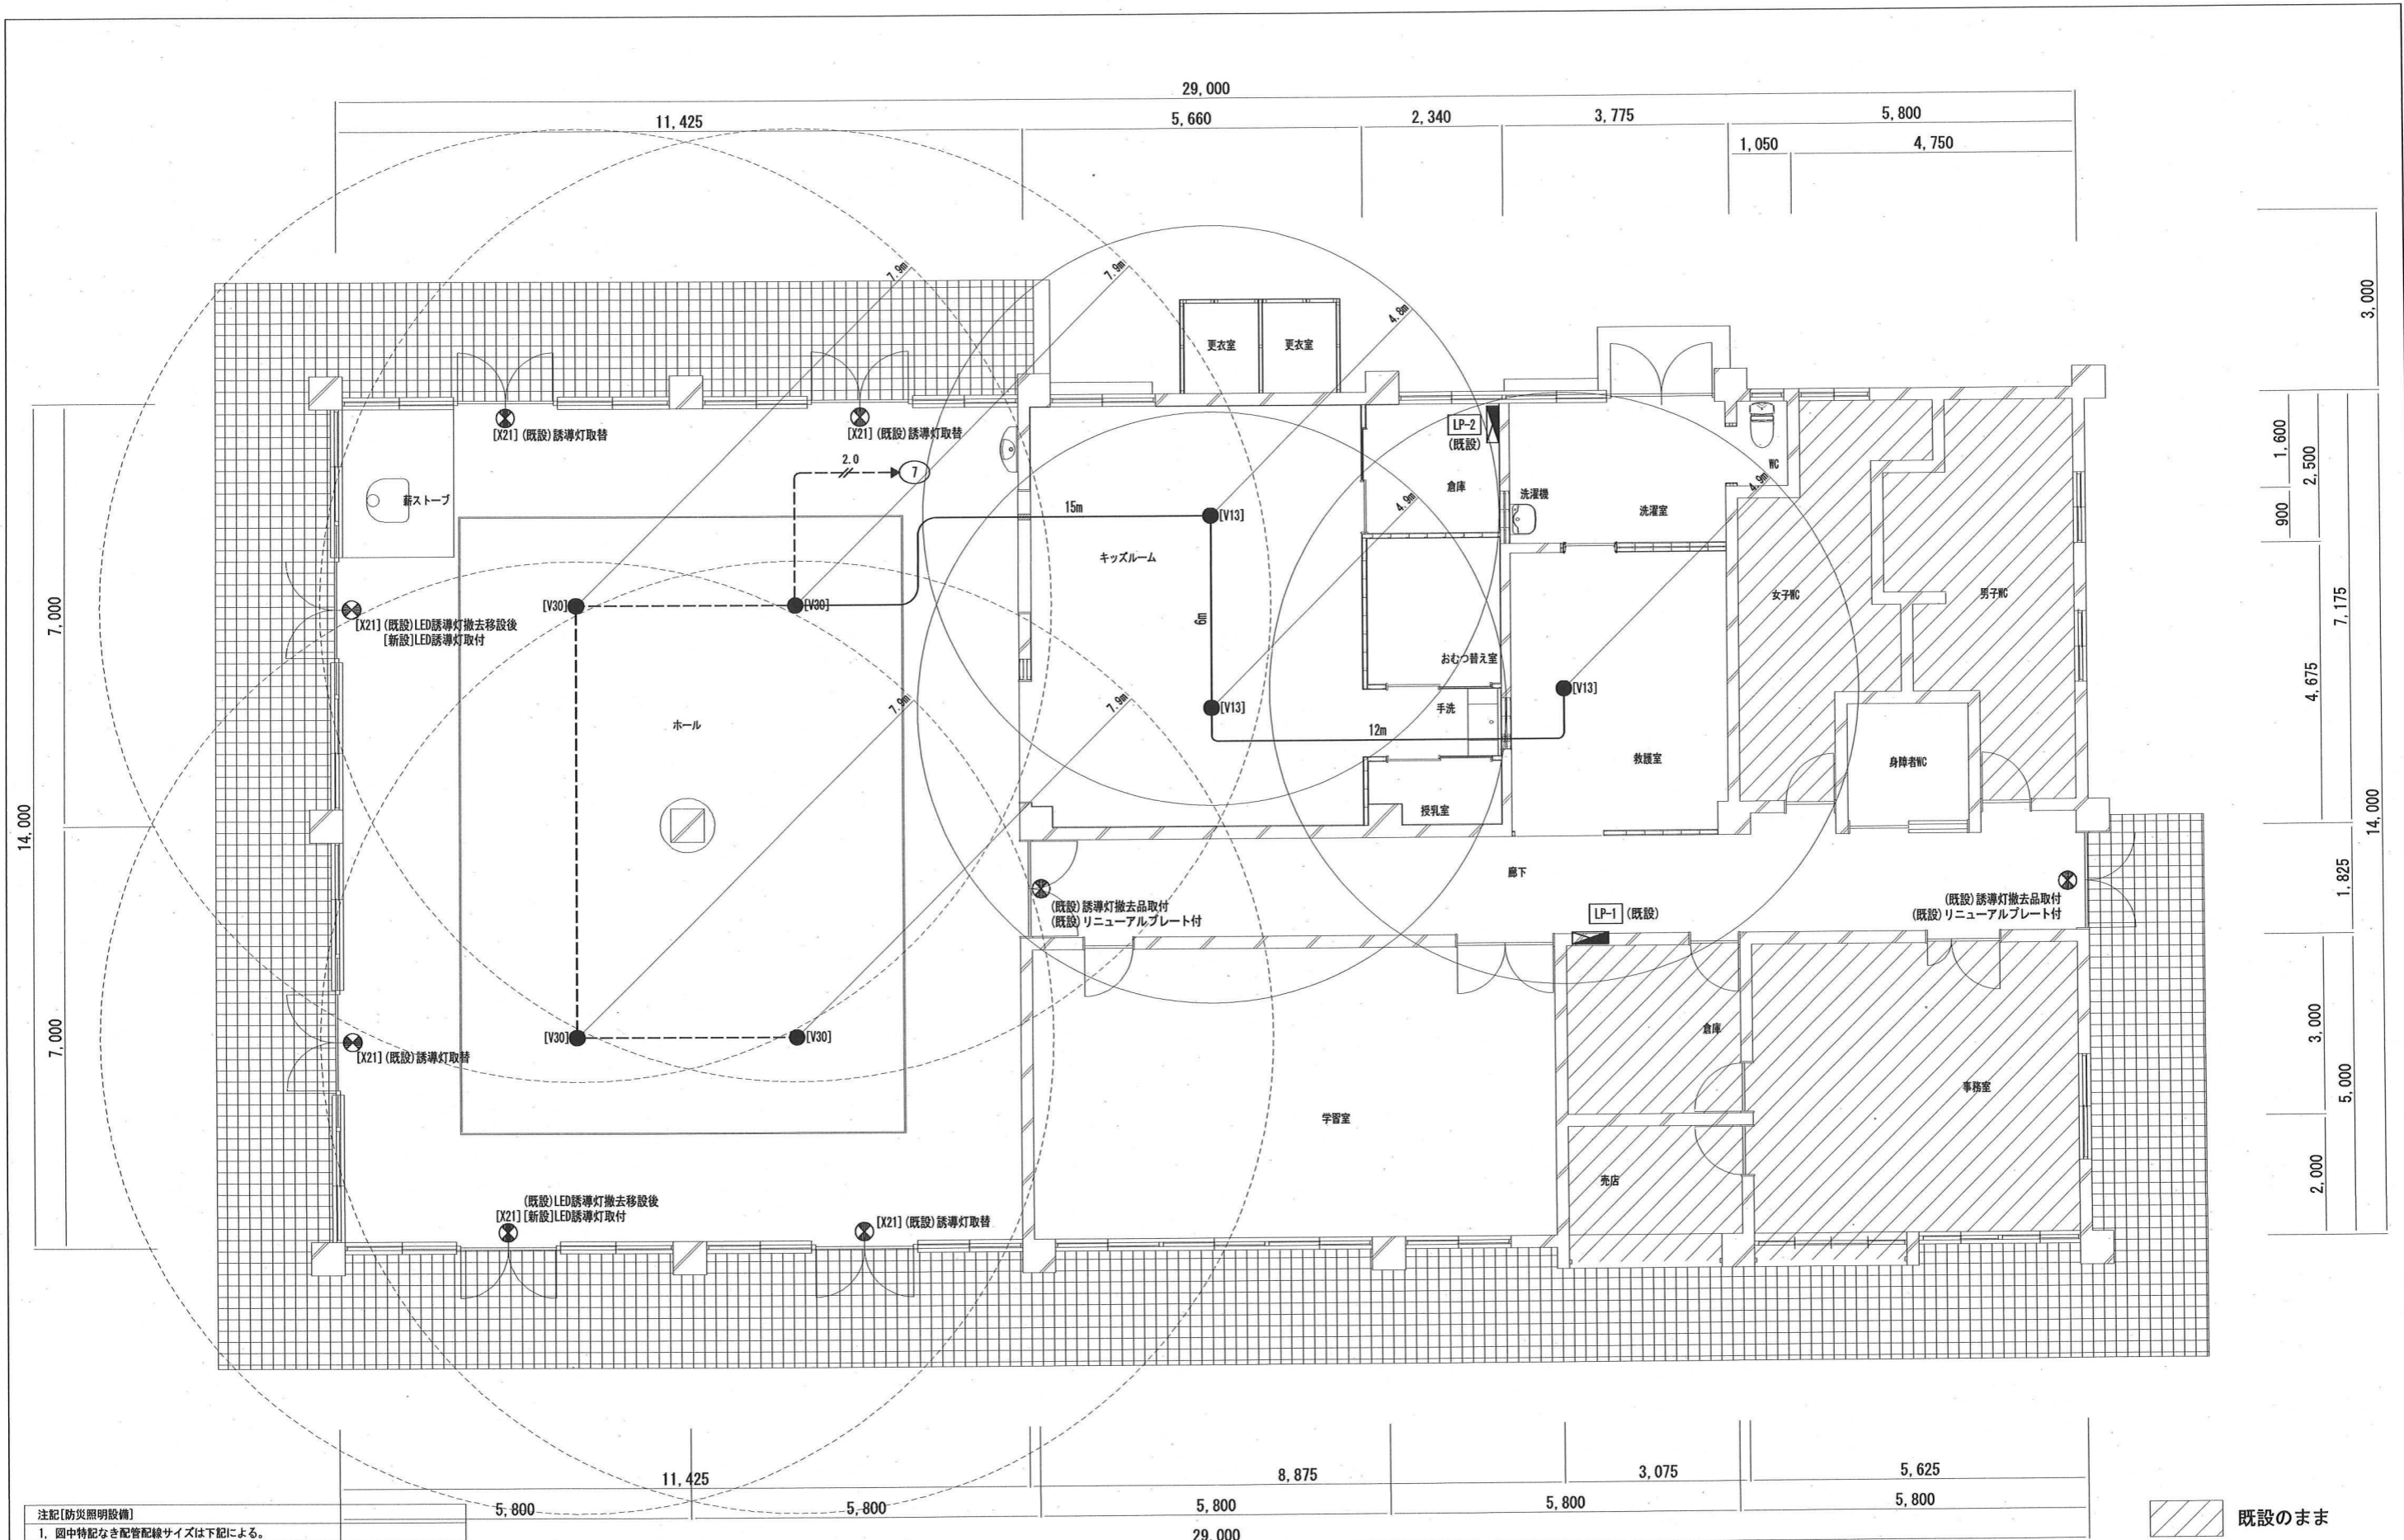 29,000
11,425
5,660
2,340
3,775
5,800
1,050
4,750
3,000
7.9m
7.9m
4.8m
更衣室
更衣室
[X21] (既設)誘導灯取替
[X21] (既設)誘導灯取替
LP-2
(既設)
1,600
2,500
900
2.0
7
WC
薪ストーブ
倉庫
洗濯機
洗濯室
4.9m
4.9m
15m
[V13]
キッズルーム
7,000
[V30]
[V30]
女子WC
男子WC
7,175
[X21] (既設)LED誘導灯撤去移設後
[新設]LED誘導灯取付
6m
おむつ替え室
4,675
[V13]
[V13]
7.9m
7.9m
ホール
手洗
12m
救護室
身障者WC
授乳室
14,000
14,000
廊下
1,825
(既設)誘導灯撤去品取付
(既設)リニューアルプレート付
LP-1
(既設)
(既設)誘導灯撤去品取付
(既設)リニューアルプレート付
7,000
[V30]
[V30]
[X21] (既設)誘導灯取替
倉庫
3,000
事務室
5,000
学習室
売店
2,000
(既設)LED誘導灯撤去移設後
[X21] [新設]LED誘導灯取付
[X21] (既設)誘導灯取替
11,425
8,875
3,075
5,625
5,800
5,800
5,800
5,800
5,800
29,000
注記[防災照明設備]
1, 図中特記なき配管配線サイズは下記による。
既設のまま